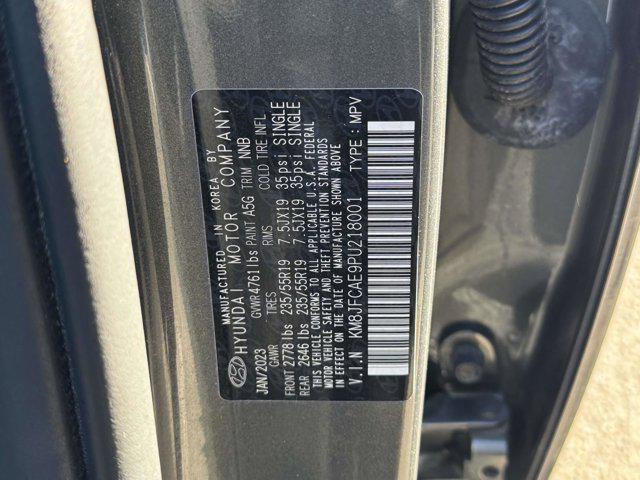 MANUFACTURED IN KOREA BY
HYUNDAI MOTOR COMPANY
JAN/2023 GVWR 4761 lbs PAINT A5G TRIM NNB
GAWR TIRES RIMS COLD TIRE INFL.
FRONT 2778 lbs 235/55R19 7.5JX19 35psi SINGLE
REAR 2646 lbs 235/55R19 7.5JX19 35psi SINGLE
THIS VEHICLE CONFORMS TO ALL APPLICABLE U.S.A. FEDERAL
MOTOR VEHICLE SAFETY AND THEFT PREVENTION STANDARDS
IN EFFECT ON THE DATE OF MANUFACTURE SHOWN ABOVE
V.I.N KM8JFCAE9PU218001 TYPE : MPV